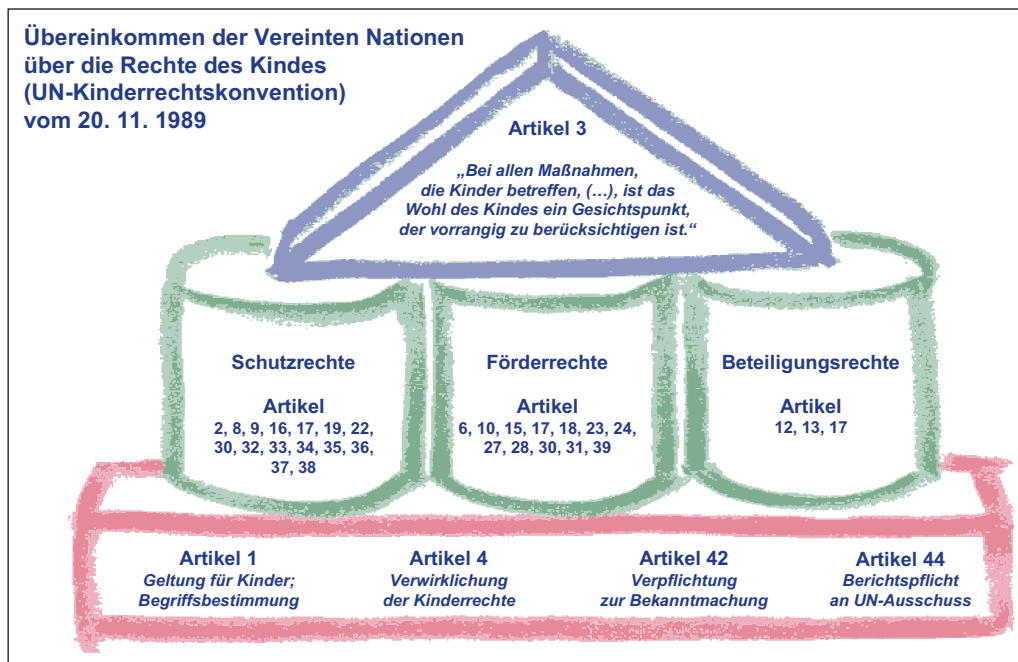 Übereinkommen der Vereinten Nationen
über die Rechte des Kindes
(UN-Kinderrechtskonvention)
vom 20. 11. 1989
Artikel 3
„Bei allen Maßnahmen,
die Kinder betreffen, (…), ist das
Wohl des Kindes ein Gesichtspunkt,
der vorrangig zu berücksichtigen ist.“
Schutzrechte
Artikel
2, 8, 9, 16, 17, 19, 22,
30, 32, 33, 34, 35, 36,
37, 38
Förderrechte
Artikel
6, 10, 15, 17, 18, 23, 24,
27, 28, 30, 31, 39
Beteiligungsrechte
Artikel
12, 13, 17
Artikel 1
Geltung für Kinder;
Begriffsbestimmung
Artikel 4
Verwirklichung
der Kinderrechte
Artikel 42
Verpflichtung
zur Bekanntmachung
Artikel 44
Berichtspflicht
an UN-Ausschuss